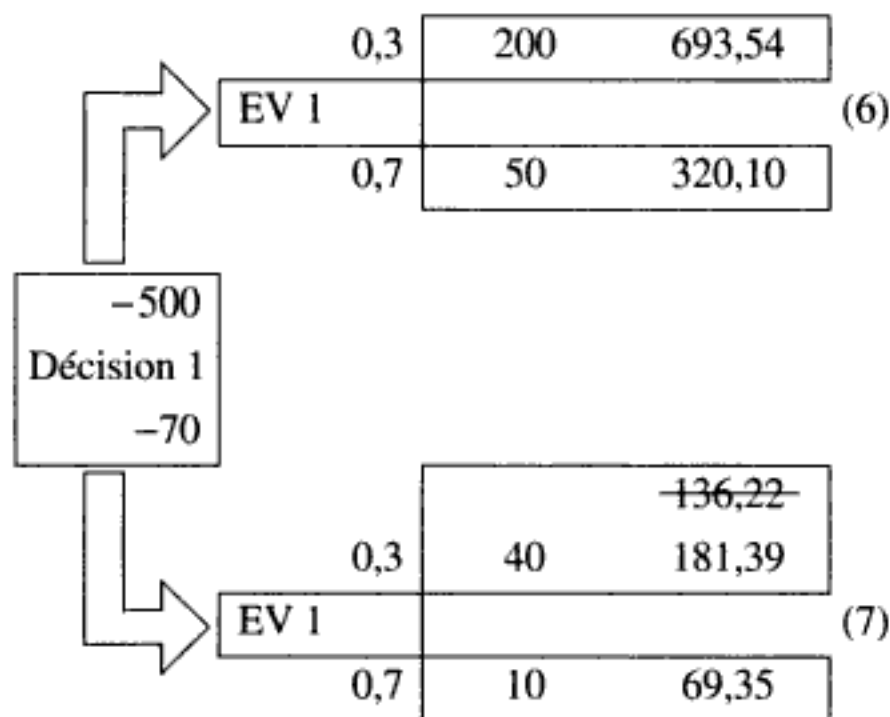 0,3 200 693,54
EV 1 (6)
0,7 50 320,10
–500
Décision 1
–70
136,22
0,3 40 181,39
EV 1 (7)
0,7 10 69,35